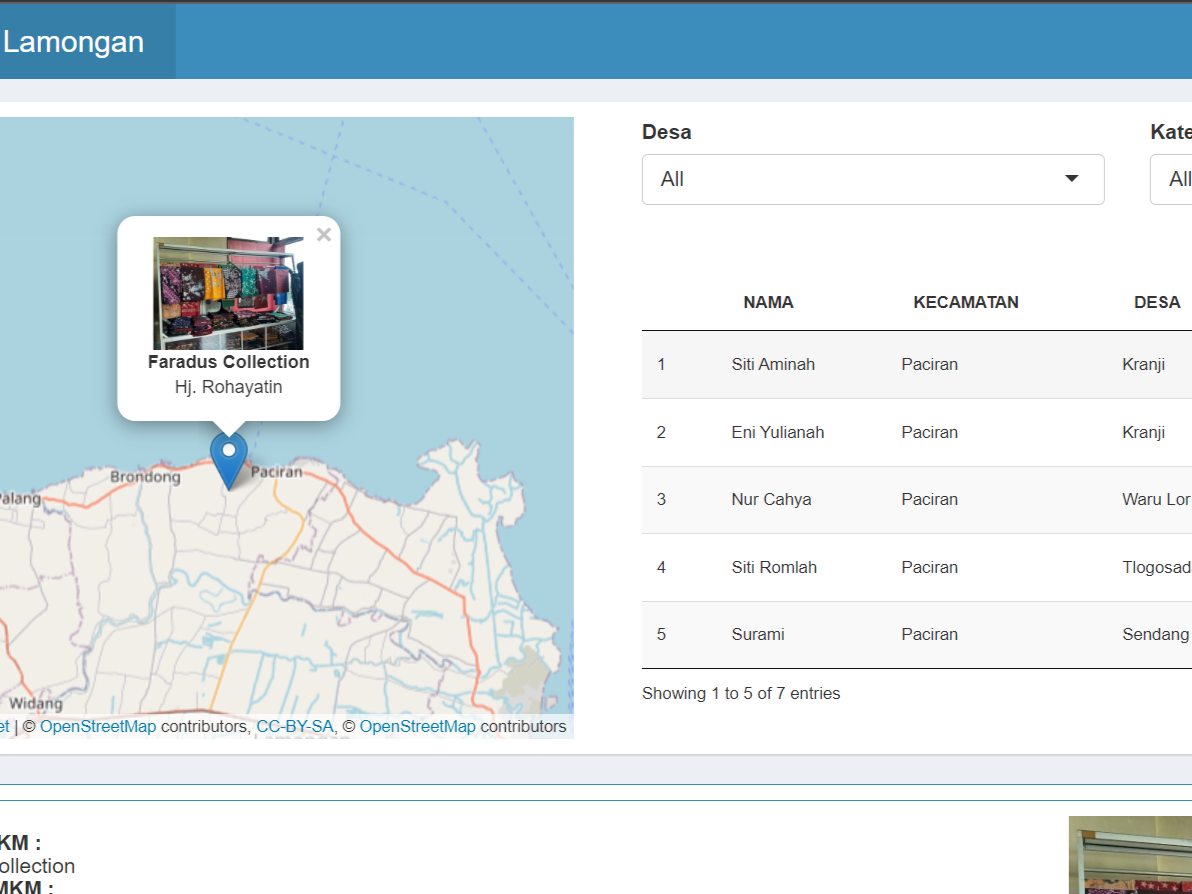 Lamongan
×
Faradus Collection
Hj. Rohayatin
Brondong
Paciran
Palang
Widang
et | © OpenStreetMap contributors, CC-BY-SA, © OpenStreetMap contributors
Desa
Kate
All
All
NAMA KECAMATAN DESA
1 Siti Aminah Paciran Kranji
2 Eni Yulianah Paciran Kranji
3 Nur Cahya Paciran Waru Lor
4 Siti Romlah Paciran Tlogosad
5 Surami Paciran Sendang
Showing 1 to 5 of 7 entries
KM :
ollection
MKM :